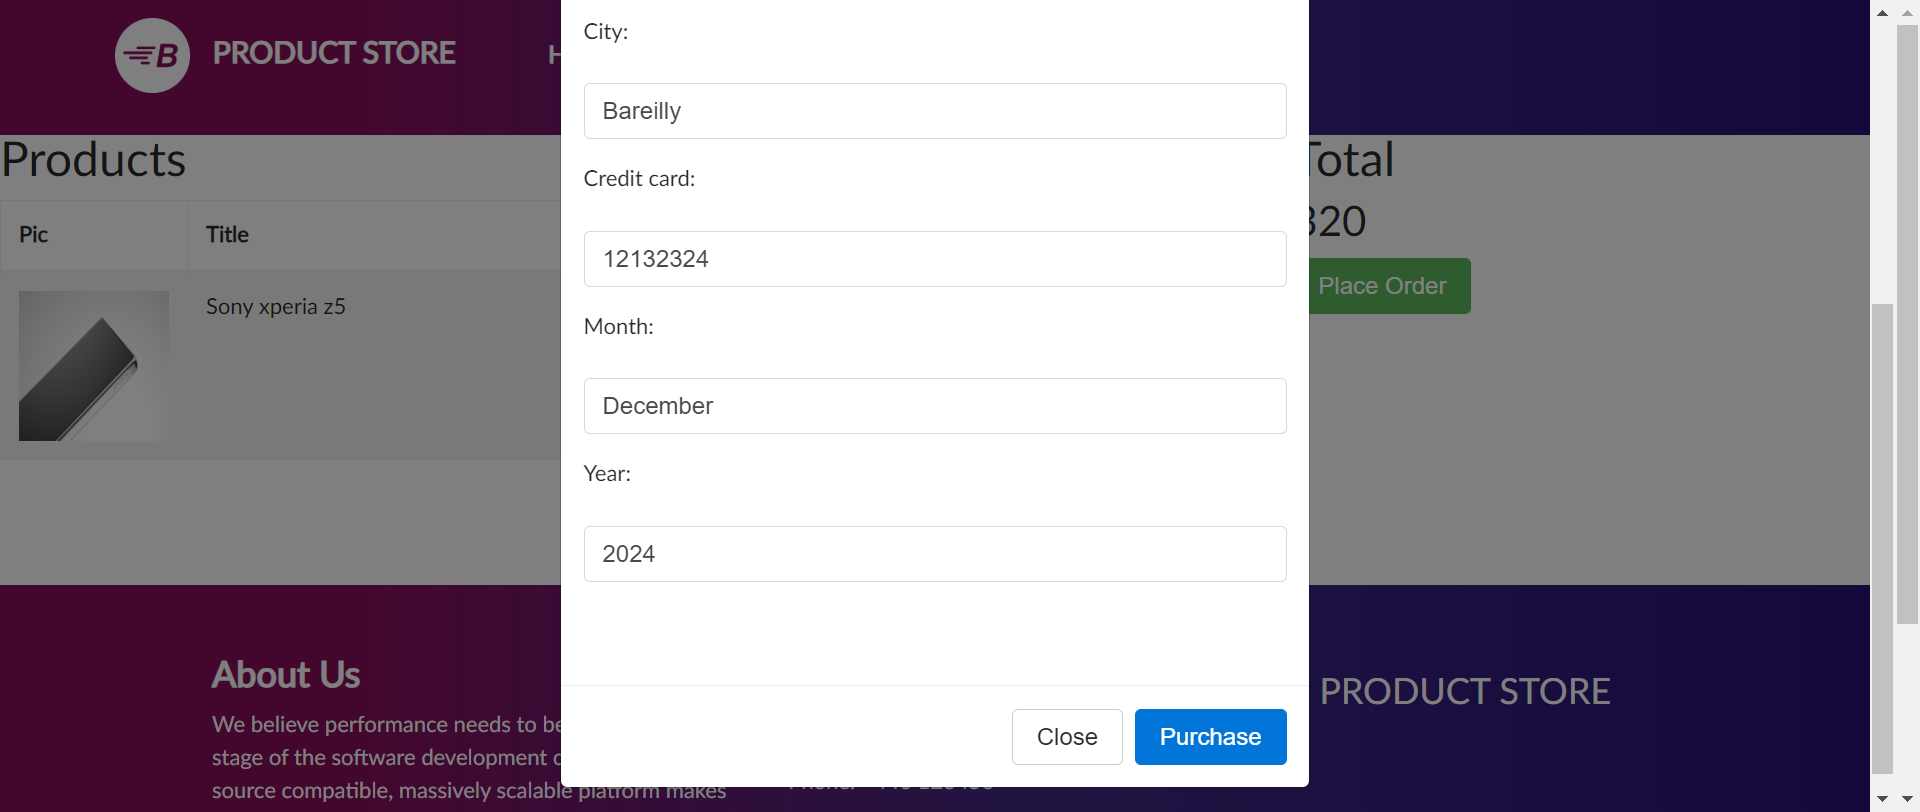 B PRODUCT STORE
City:
Bareilly
Products
Total
Credit card:
320
Pic
Title
12132324
Place Order
Sony xperia z5
Month:
December
Year:
2024
About Us
We believe performance needs to be
stage of the software development
source compatible, massively scalable platform makes
PRODUCT STORE
Close
Purchase